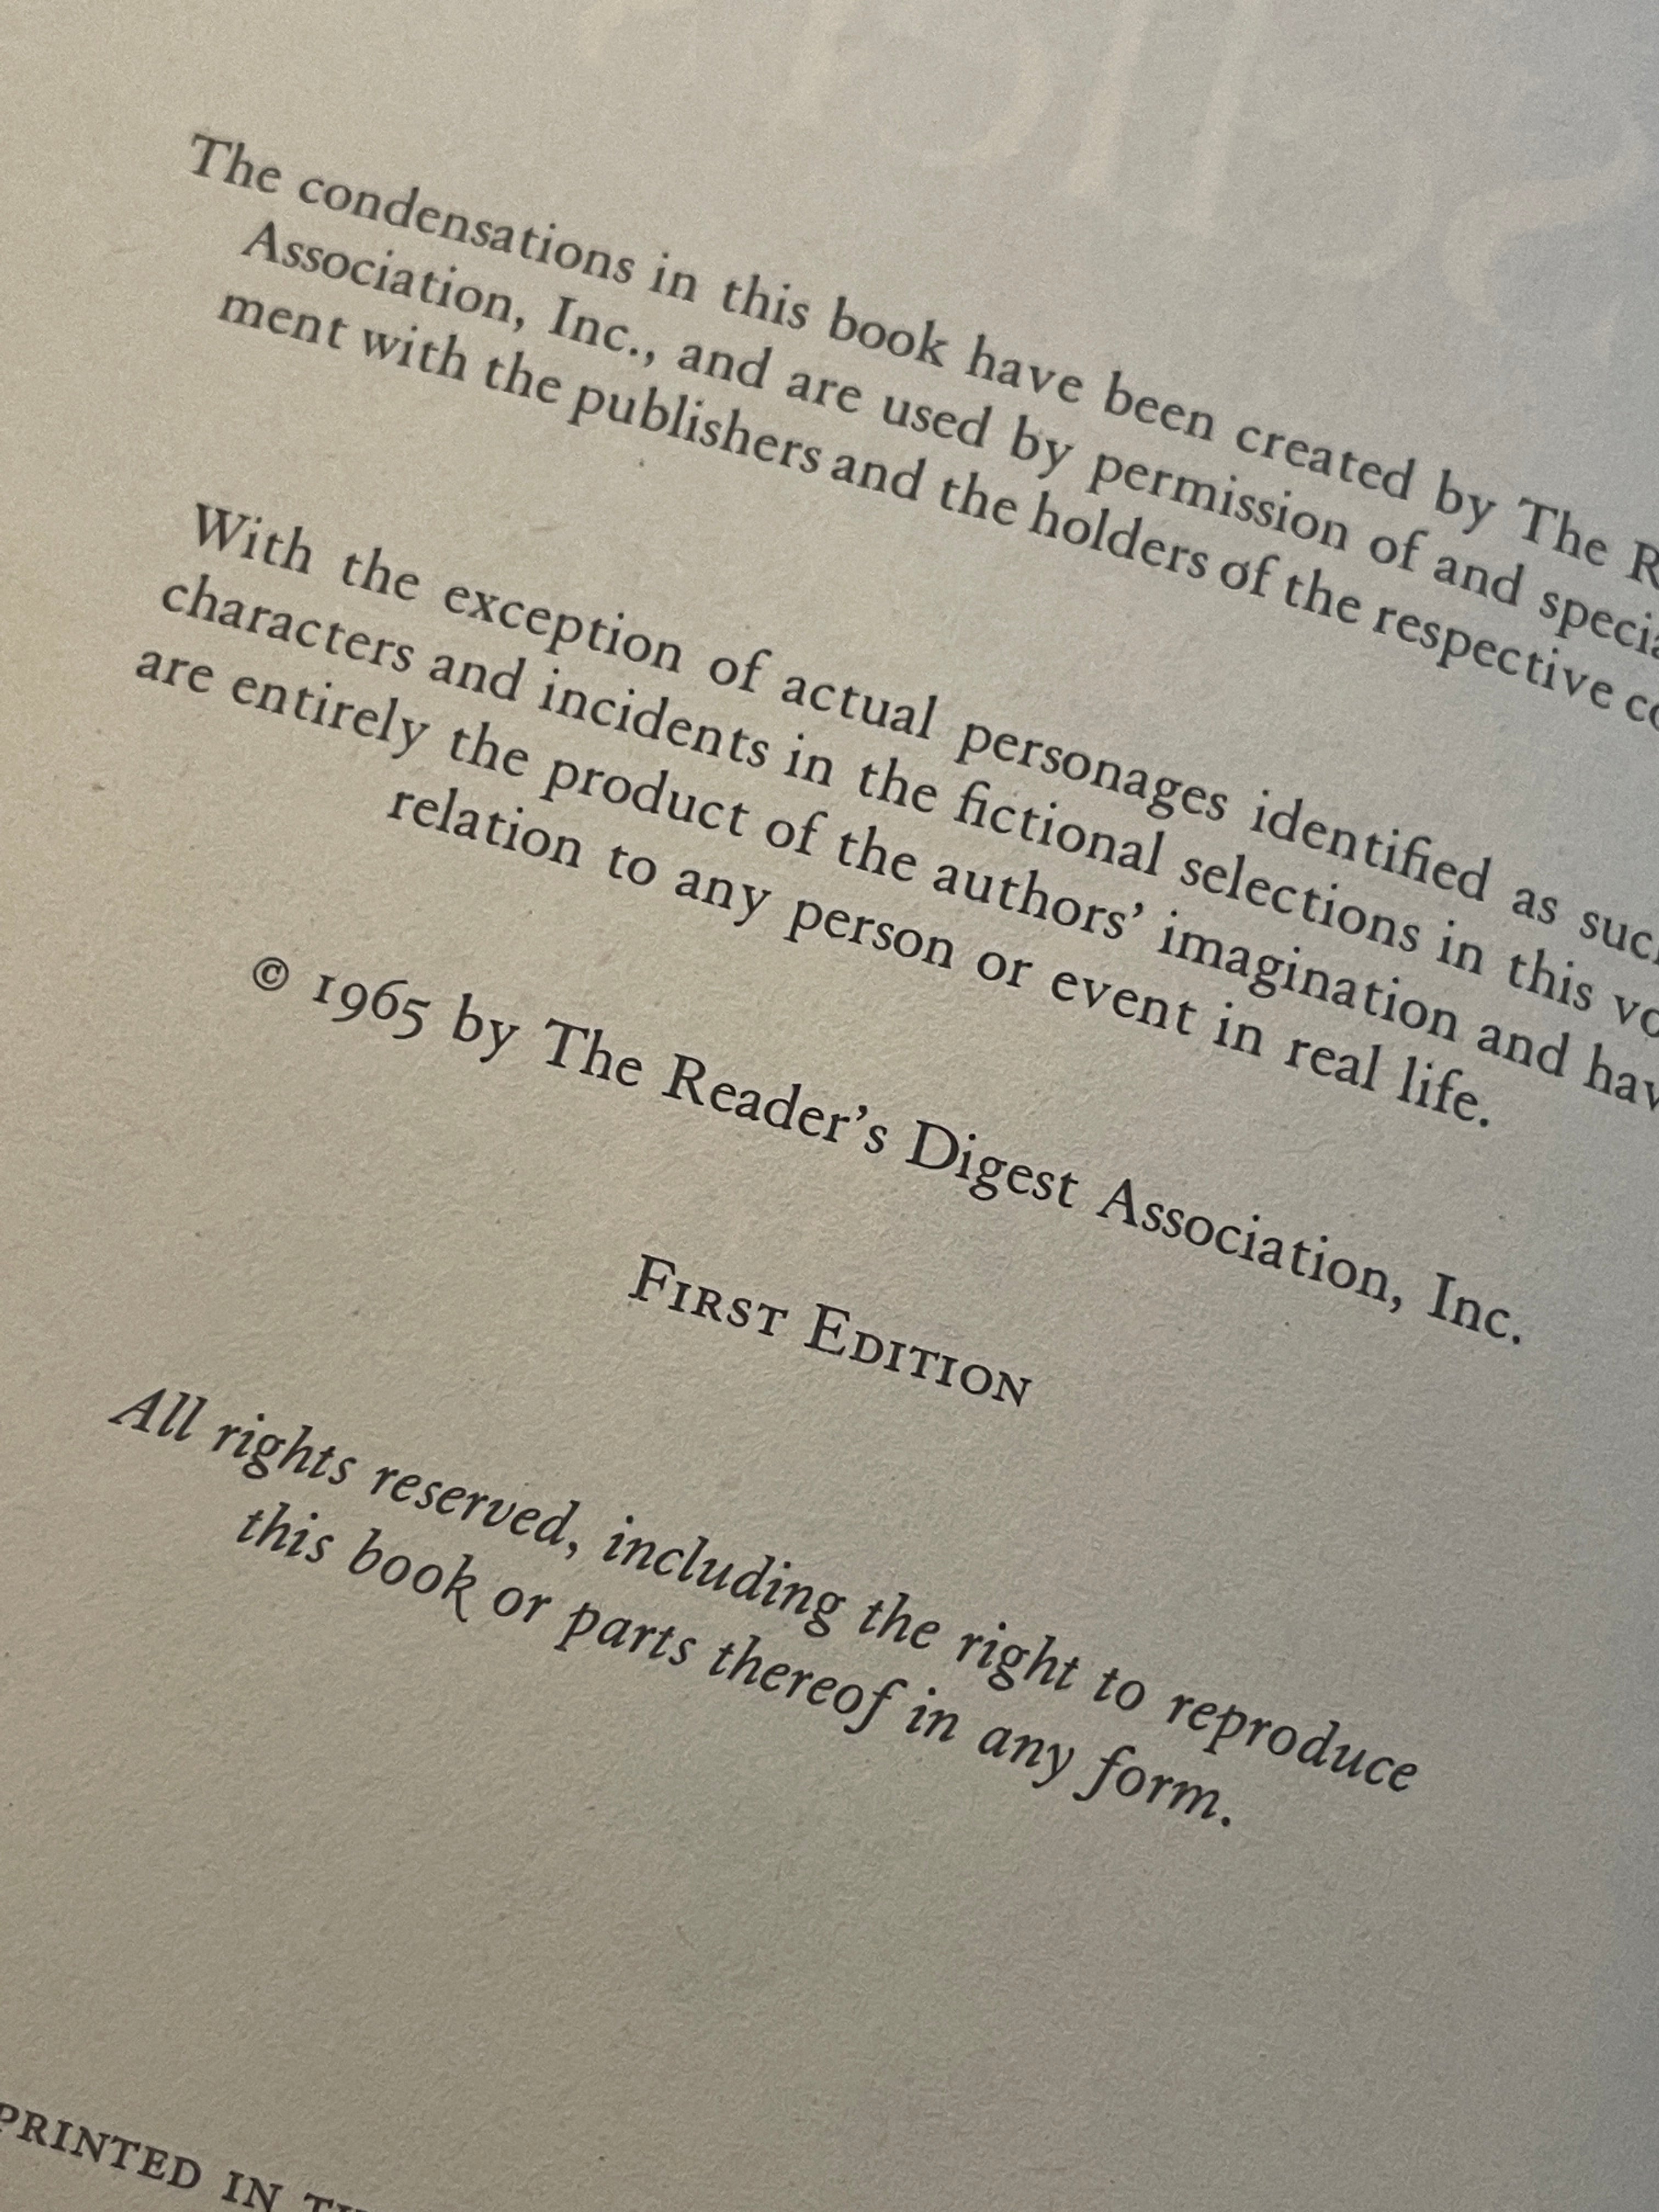 The condensations in this book have been created by The
Association, Inc., and are used by permission of and
ment with the publishers and the holders of the respective
With the exception of actual personages identified as
characters and incidents in the fictional selections in this
are entirely the product of the authors’ imagination and
relation to any person or event in real life.
© 1965 by The Reader’s Digest Association, Inc.
First Edition
All rights reserved, including the right to reproduce
this book or parts thereof in any form.
PRINTED IN